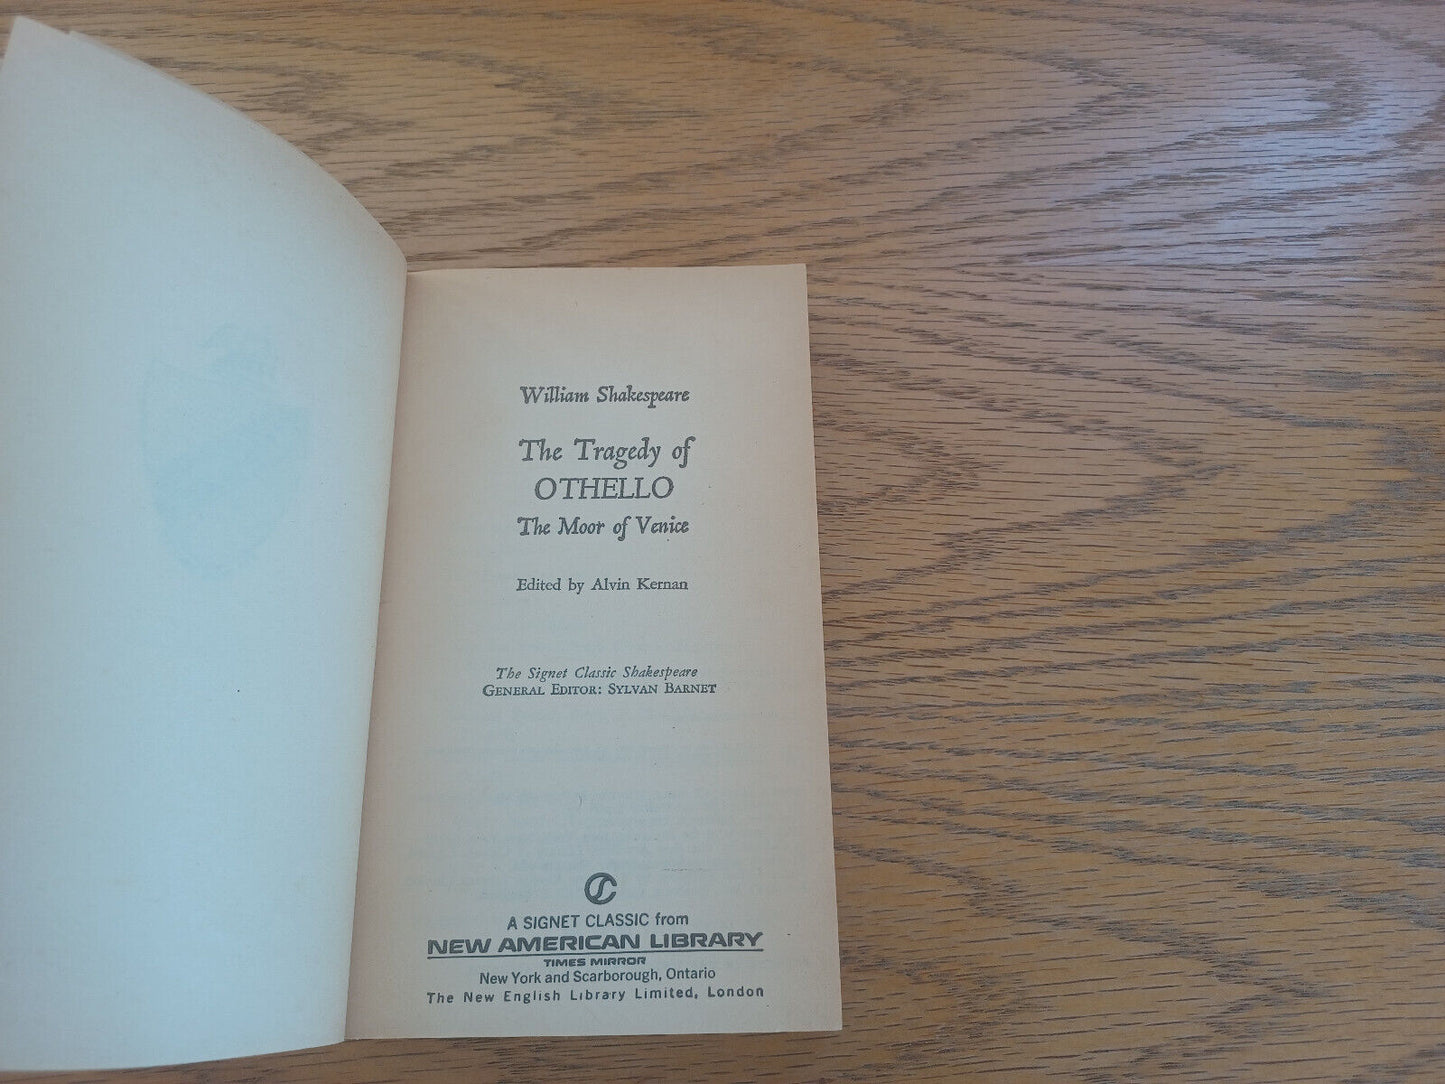 William Shakespeare
The Tragedy of
OTHELLO
The Moor of Venice
Edited by Alvin Kernan
The Signet Classic Shakespeare
GENERAL EDITOR: SYLVAN BARNET
A SIGNET CLASSIC from
NEW AMERICAN LIBRARY
TIMES MIRROR
New York and Scarborough, Ontario
The New English Library Limited, London